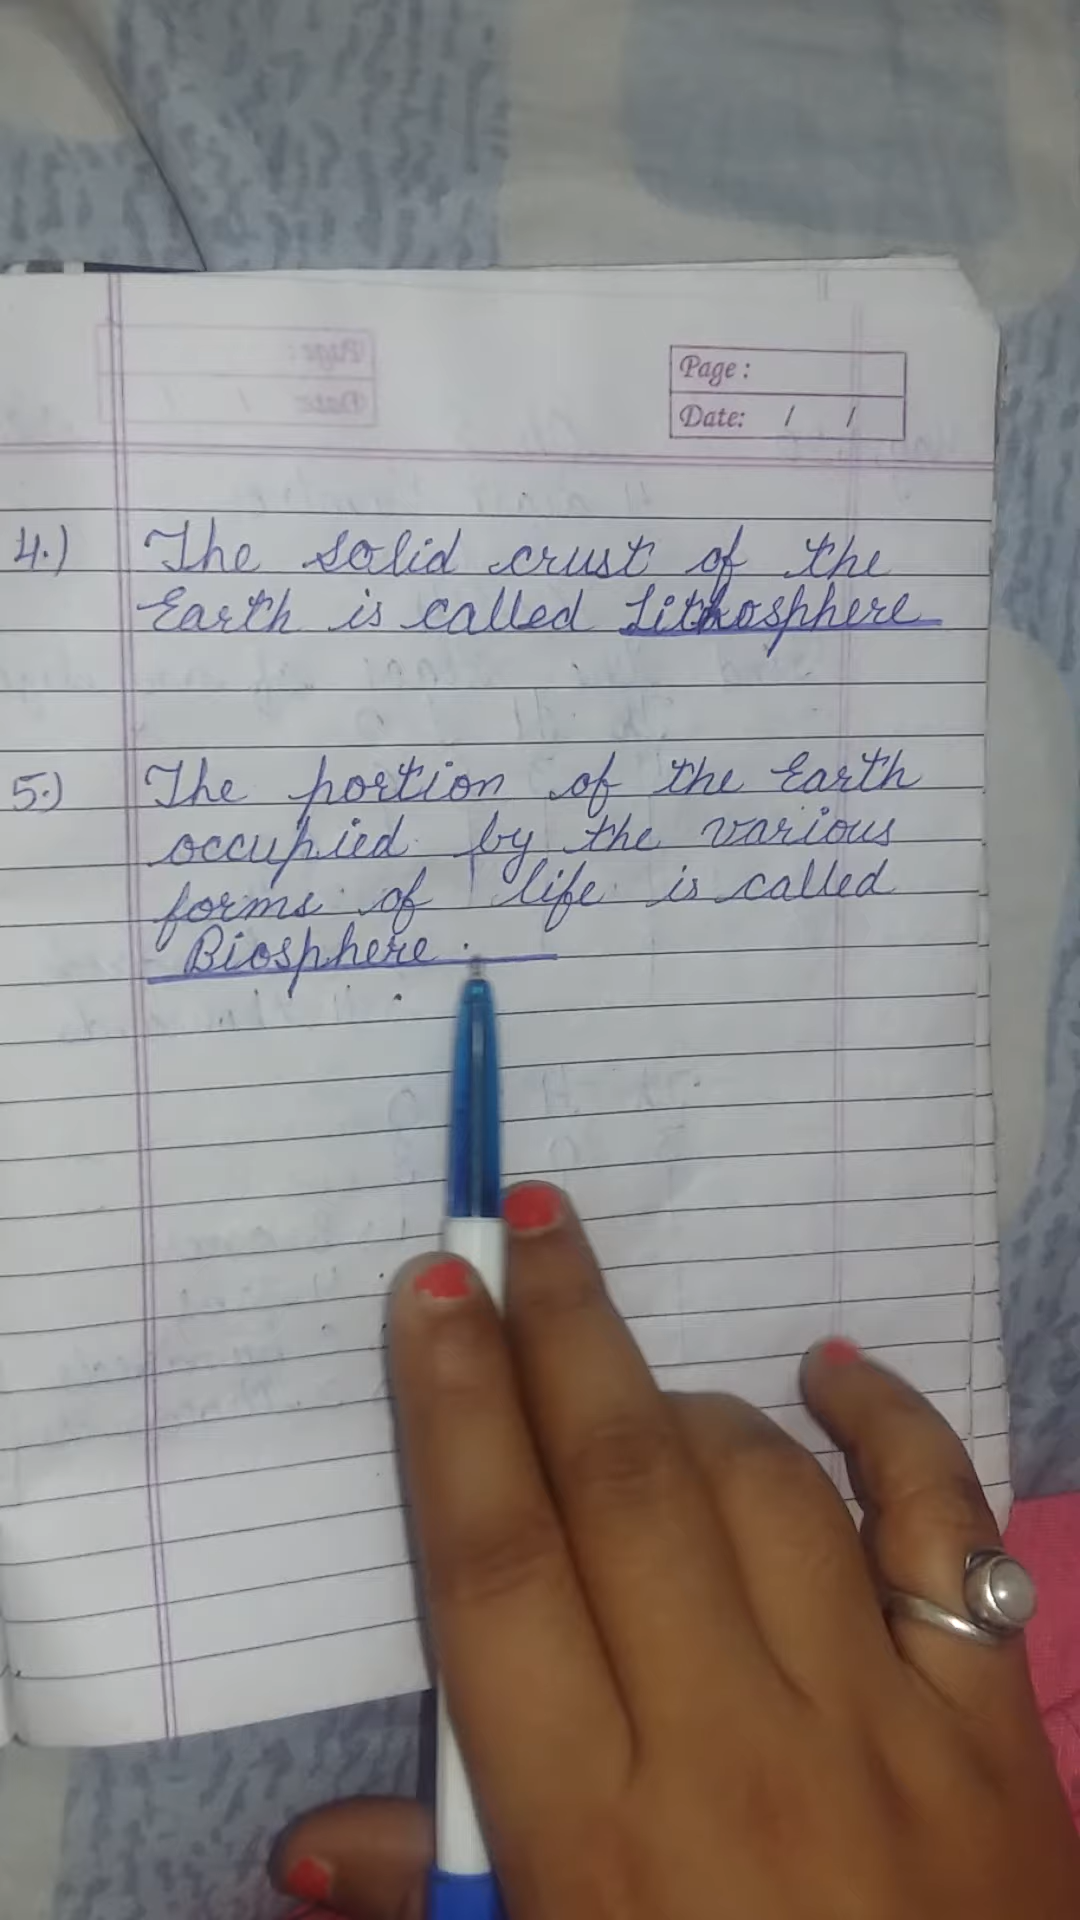 Page :
Date: / /
4.) The solid crust of the
Earth is called Lithosphere
5.) The portion of the Earth
occupied by the various
forms of life is called
Biosphere.